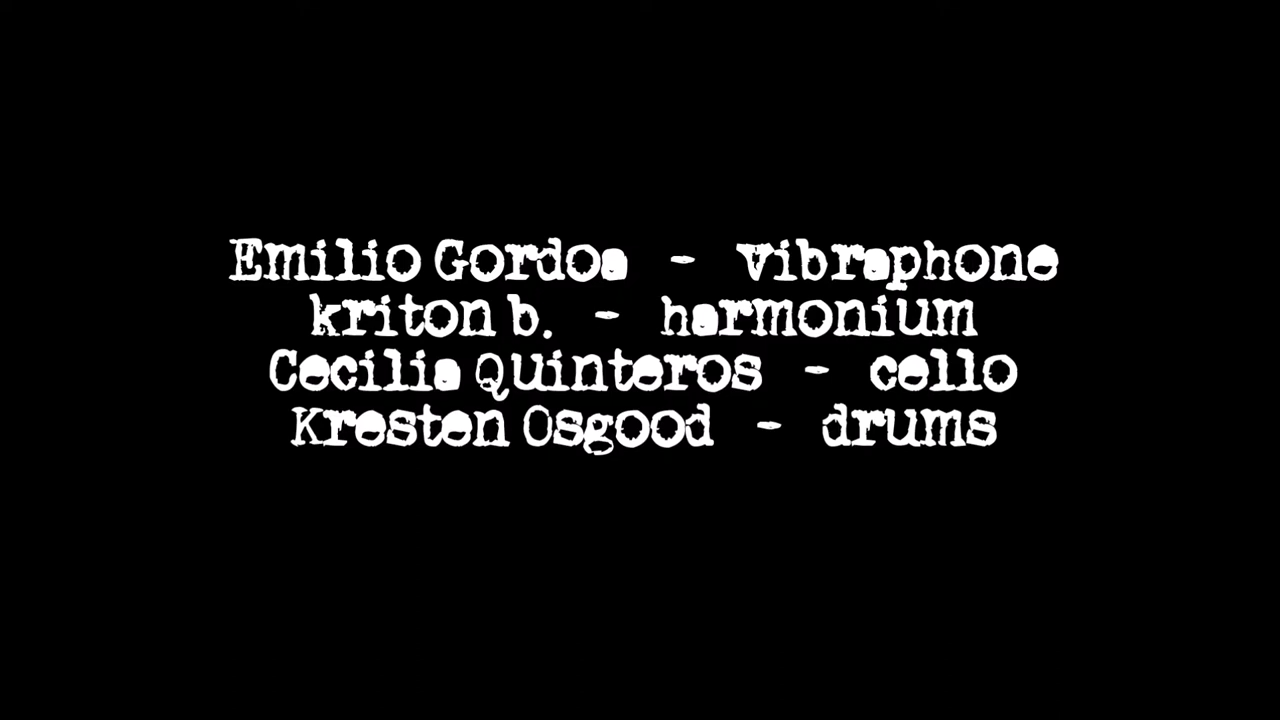 Emilio Gordoa - vibraphone
kriton b. - harmonium
Cecilia Quinteros - cello
Kresten Osgood - drums